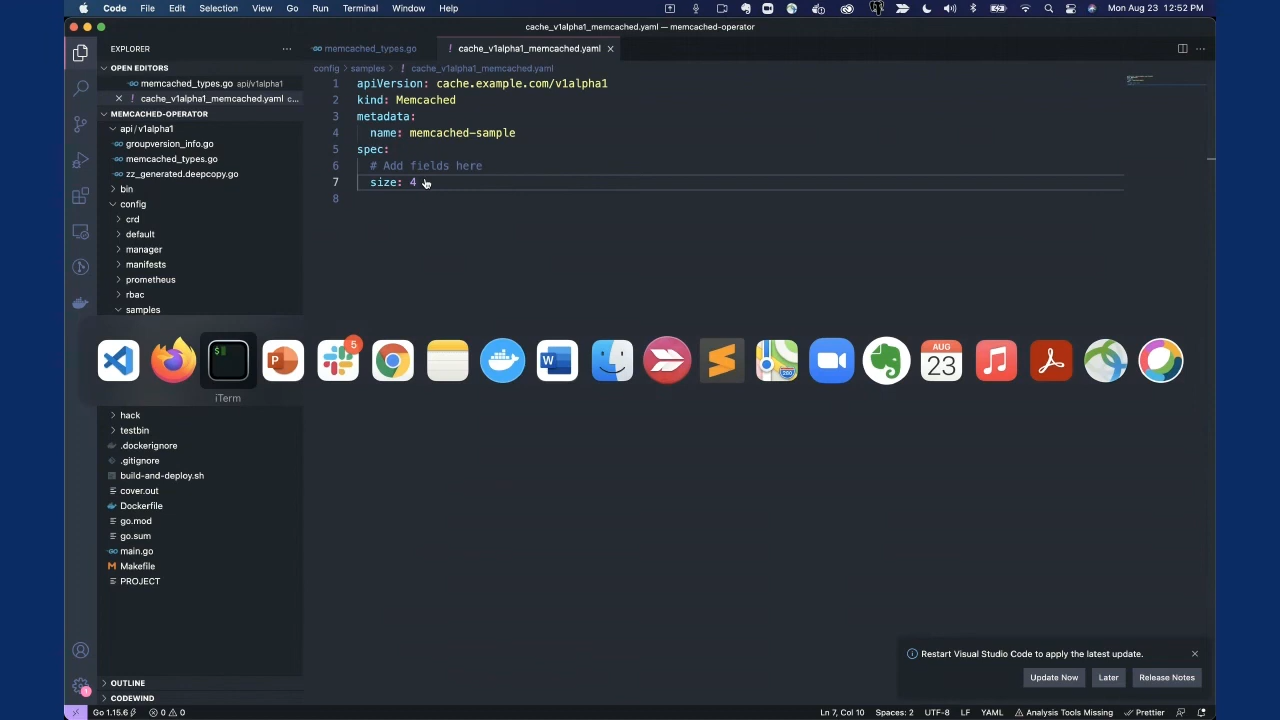 Code File Edit Selection View Go Run Terminal Window Help Mon Aug 23 12:52 PM
cache_v1alpha1_memcached.yaml — memcached-operator
EXPLORER
memcached_types.go
! cache_v1alpha1_memcached.yaml
OPEN EDITORS
memcached_types.go api/v1alpha1
! cache_v1alpha1_memcached.yaml c...
MEMCACHED-OPERATOR
api / v1alpha1
groupversion_info.go
memcached_types.go
zz_generated.deepcopy.go
bin
config
crd
default
manager
manifests
prometheus
rbac
samples
config > samples > ! cache_v1alpha1_memcached.yaml
1 apiVersion: cache.example.com/v1alpha1
2 kind: Memcached
3 metadata:
4 name: memcached-sample
5 spec:
6 # Add fields here
7 size: 4
8
$
P
5
W
200
AUG
23
iTerm
hack
testbin
.dockerignore
.gitignore
build-and-deploy.sh
cover.out
Dockerfile
go.mod
go.sum
main.go
Makefile
PROJECT
Restart Visual Studio Code to apply the latest update.
Update Now Later Release Notes
OUTLINE
CODEWIND
1
Go 1.15.6 0 0 Ln 7, Col 10 Spaces: 2 UTF-8 LF YAML Analysis Tools Missing Prettier